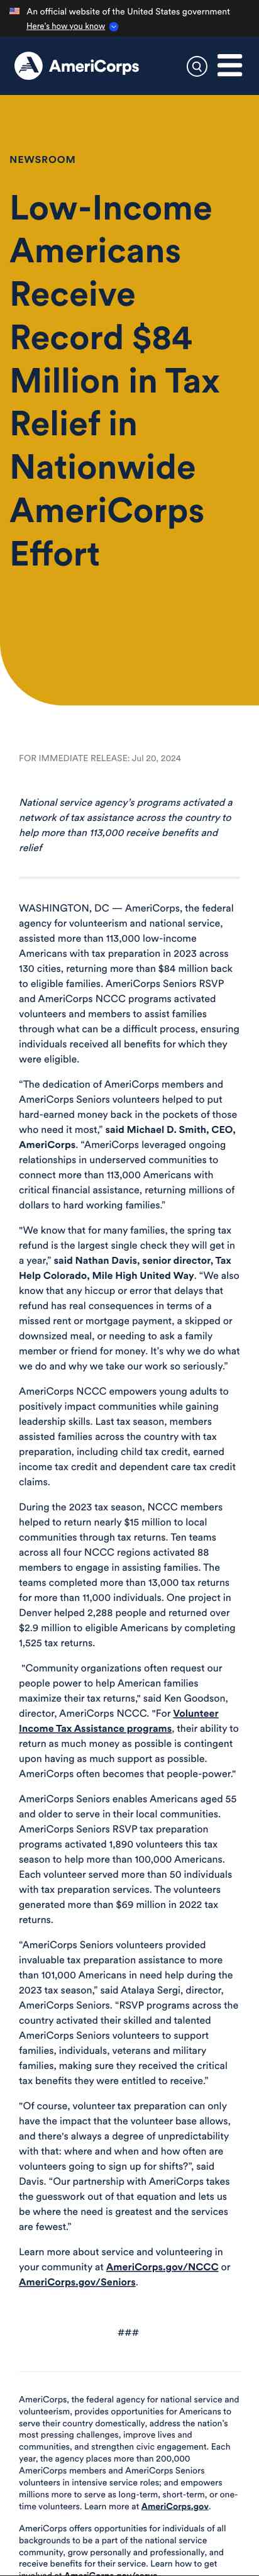 An official website of the United States government
Here's how you know
AmeriCorps
NEWSROOM
Low-Income
Americans
Receive
Record $84
Million in Tax
Relief in
Nationwide
AmeriCorps
Effort
FOR IMMEDIATE RELEASE: Jul 20, 2024
National service agency's programs activated a
network of tax assistance across the country to
help more than 113,000 receive benefits and
relief
WASHINGTON, DC — AmeriCorps, the federal
agency for volunteerism and national service,
assisted more than 113,000 low-income
Americans with tax preparation in 2023 across
130 cities, returning more than $84 million back
to eligible families. AmeriCorps Seniors RSVP
and AmeriCorps NCCC programs activated
volunteers and members to assist families
through what can be a difficult process, ensuring
individuals received all benefits for which they
were eligible.
“The dedication of AmeriCorps members and
AmeriCorps Seniors volunteers helped to put
hard-earned money back in the pockets of those
who need it most,” said Michael D. Smith, CEO,
AmeriCorps. “AmeriCorps leveraged ongoing
relationships in underserved communities to
connect more than 113,000 Americans with
critical financial assistance, returning millions of
dollars to hard working families.”
"We know that for many families, the spring tax
refund is the largest single check they will get in
a year,” said Nathan Davis, senior director, Tax
Help Colorado, Mile High United Way. “We also
know that any hiccup or error that delays that
refund has real consequences in terms of a
missed rent or mortgage payment, a skipped or
downsized meal, or needing to ask a family
member or friend for money. It’s why we do what
we do and why we take our work so seriously.”
AmeriCorps NCCC empowers young adults to
positively impact communities while gaining
leadership skills. Last tax season, members
assisted families across the country with tax
preparation, including child tax credit, earned
income tax credit and dependent care tax credit
claims.
During the 2023 tax season, NCCC members
helped to return nearly $15 million to local
communities through tax returns. Ten teams
across all four NCCC regions activated 88
members to engage in assisting families. The
teams completed more than 13,000 tax returns
for more than 11,000 individuals. One project in
Denver helped 2,288 people and returned over
$2.9 million to eligible Americans by completing
1,525 tax returns.
"Community organizations often request our
people power to help American families
maximize their tax returns," said Ken Goodson,
director, AmeriCorps NCCC. "For Volunteer
Income Tax Assistance programs, their ability to
return as much money as possible is contingent
upon having as much support as possible.
AmeriCorps often becomes that people-power."
AmeriCorps Seniors enables Americans aged 55
and older to serve in their local communities.
AmeriCorps Seniors RSVP tax preparation
programs activated 1,890 volunteers this tax
season to help more than 100,000 Americans.
Each volunteer served more than 50 individuals
with tax preparation services. The volunteers
generated more than $69 million in 2022 tax
returns.
“AmeriCorps Seniors volunteers provided
invaluable tax preparation assistance to more
than 101,000 Americans in need help during the
2023 tax season,” said Atalaya Sergi, director,
AmeriCorps Seniors. “RSVP programs across the
country activated their skilled and talented
AmeriCorps Seniors volunteers to support
families, individuals, veterans and military
families, making sure they received the critical
tax benefits they were entitled to receive.”
"Of course, volunteer tax preparation can only
have the impact that the volunteer base allows,
and there's always a degree of unpredictability
with that: where and when and how often are
volunteers going to sign up for shifts?”, said
Davis. “Our partnership with AmeriCorps takes
the guesswork out of that equation and lets us
be where the need is greatest and the services
are fewest.”
Learn more about service and volunteering in
your community at AmeriCorps.gov/NCCC or
AmeriCorps.gov/Seniors.
###
AmeriCorps, the federal agency for national service and
volunteerism, provides opportunities for Americans to
serve their country domestically, address the nation's
most pressing challenges, improve lives and
communities, and strengthen civic engagement. Each
year, the agency places more than 200,000
AmeriCorps members and AmeriCorps Seniors
volunteers in intensive service roles; and empowers
millions more to serve as long-term, short-term, or one-
time volunteers. Learn more at AmeriCorps.gov.
AmeriCorps offers opportunities for individuals of all
backgrounds to be a part of the national service
community, grow personally and professionally, and
receive benefits for their service. Learn how to get
involved at AmeriCorps.gov/serve.